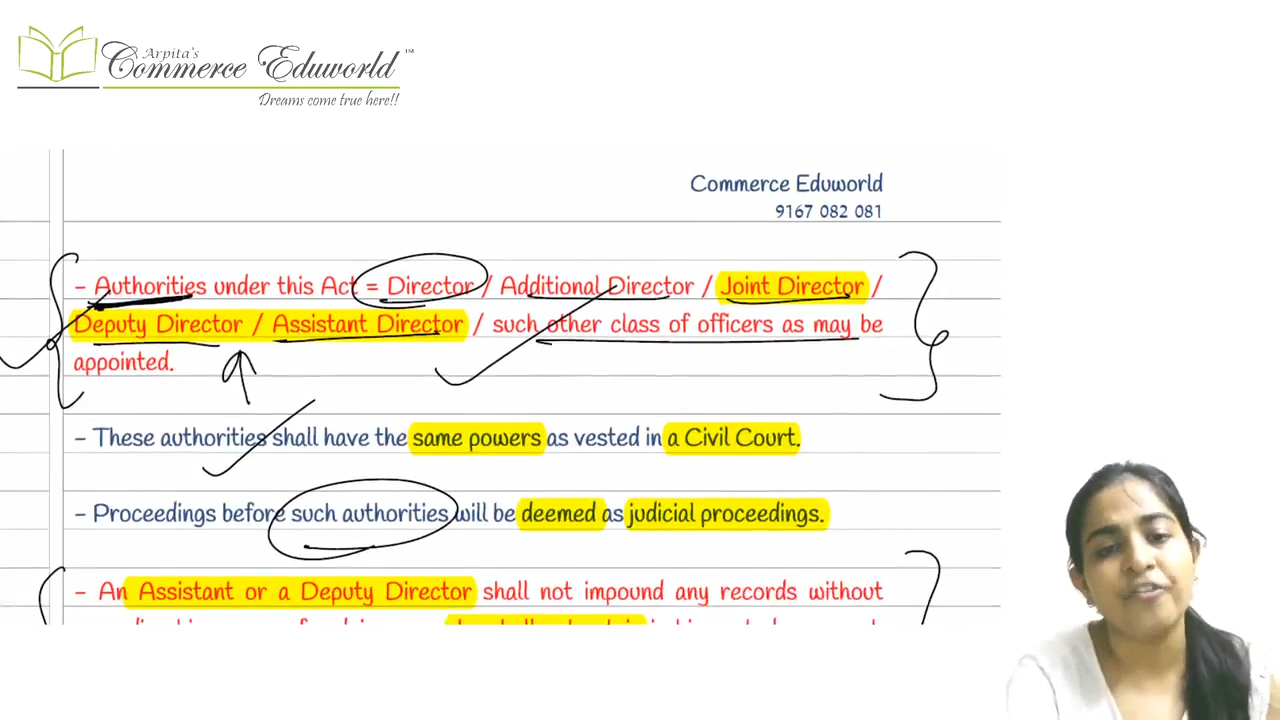 Arpita's
Commerce Eduworld™
Dreams come true here!!
Commerce Eduworld
9167 082 081
- Authorities under this Act = Director / Additional Director / Joint Director /
Deputy Director / Assistant Director / such other class of officers as may be
appointed.
- These authorities shall have the same powers as vested in a Civil Court.
- Proceedings before such authorities will be deemed as judicial proceedings.
- An Assistant or a Deputy Director shall not impound any records without